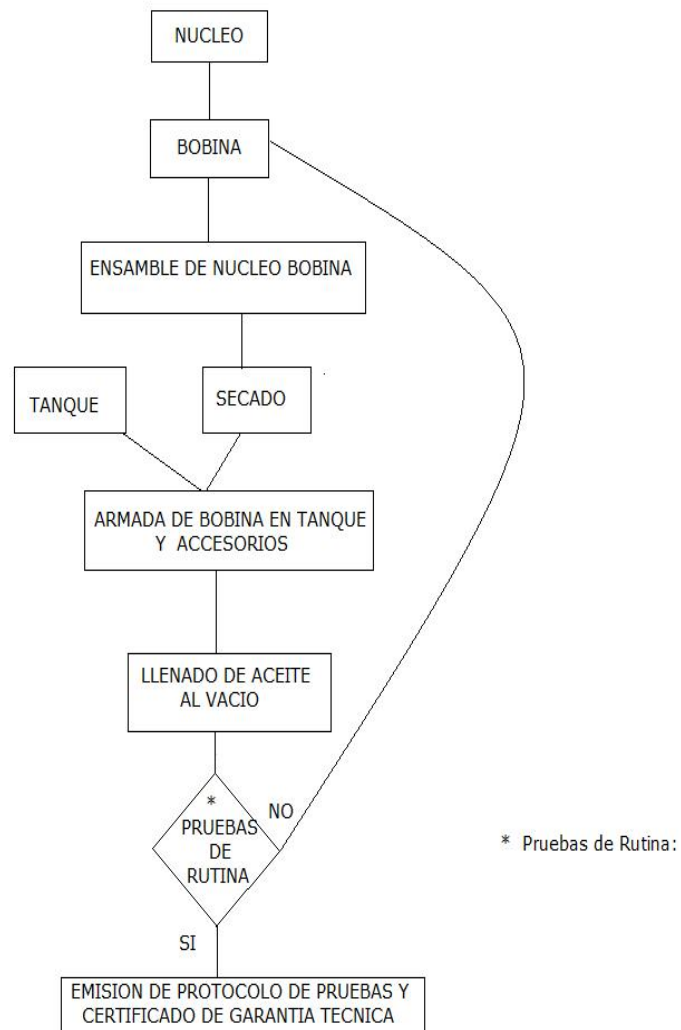 NUCLEO
BOBINA
ENSAMBLE DE NUCLEO BOBINA
TANQUE
SECADO
ARMADA DE BOBINA EN TANQUE
Y ACCESORIOS
LLENADO DE ACEITE
AL VACIO
*
PRUEBAS
DE
RUTINA
NO
* Pruebas de Rutina:
SI
EMISION DE PROTOCOLO DE PRUEBAS Y
CERTIFICADO DE GARANTIA TECNICA